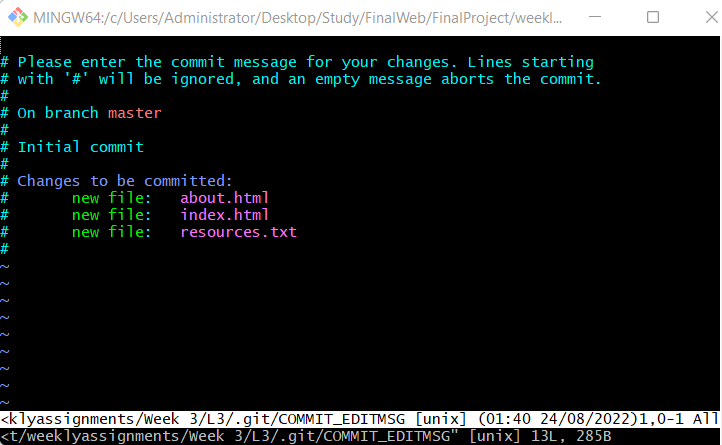 MINGW64:/c/Users/Administrator/Desktop/Study/FinalWeb/FinalProject/weekl...
# Please enter the commit message for your changes. Lines starting
# with '#' will be ignored, and an empty message aborts the commit.
#
# On branch master
#
# Initial commit
#
# Changes to be committed:
#       new file:   about.html
#       new file:   index.html
#       new file:   resources.txt
#
~
~
~
~
~
~
~
~
~
<klyassignments/Week 3/L3/.git/COMMIT_EDITMSG [unix] (01:40 24/08/2022)1,0-1 All
<t/weeklyassignments/Week 3/L3/.git/COMMIT_EDITMSG" [unix] 13L, 285B